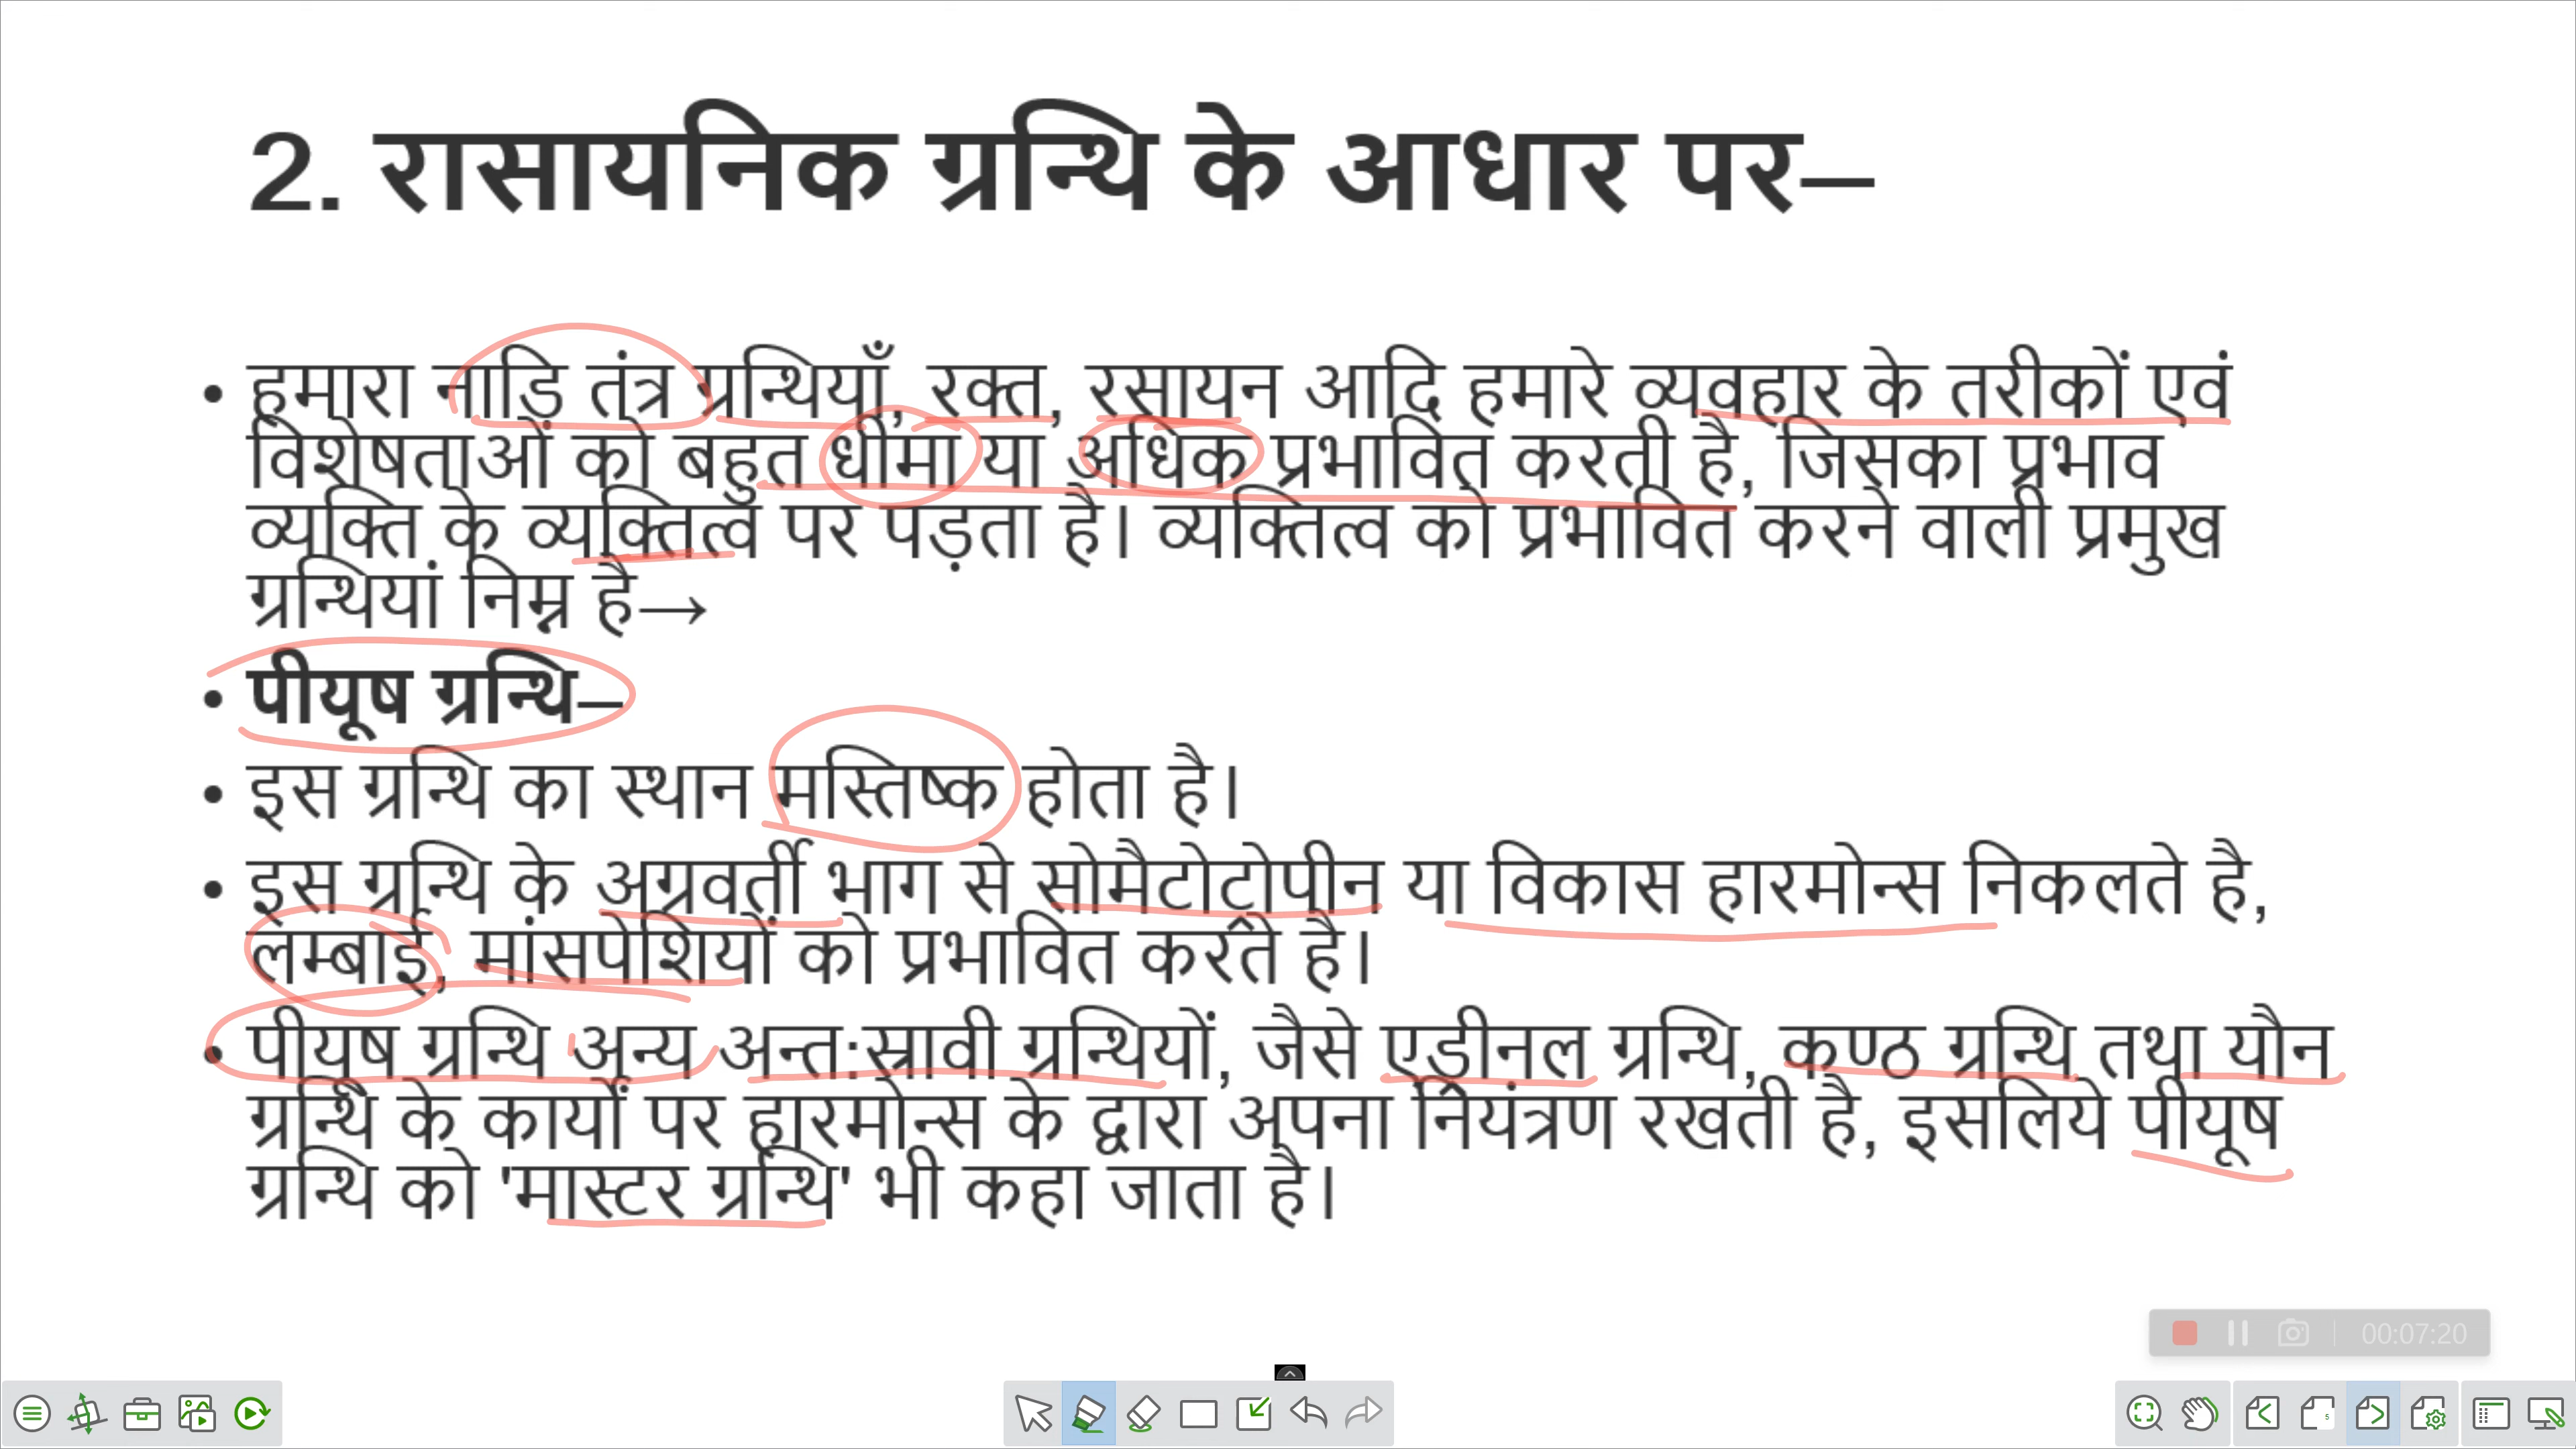 2. रासायनिक ग्रन्थि के आधार पर–
• हमारा नाडि तंत्र ग्रन्थियाँ, रक्त, रसायन आदि हमारे व्यवहार के तरीकों एवं
विशेषताओं को बहुत धीमा या अधिक प्रभावित करती है, जिसका प्रभाव
व्यक्ति के व्यक्तित्व पर पड़ता है। व्यक्तित्व को प्रभावित करने वाली प्रमुख
ग्रन्थियां निम्न है→
• पीयूष ग्रन्थि–
• इस ग्रन्थि का स्थान मस्तिष्क होता है।
• इस ग्रन्थि के अग्रवर्ती भाग से सोमैटोट्रोपीन या विकास हारमोन्स निकलते है,
लम्बाई, मांसपेशियों को प्रभावित करते है।
• पीयूष ग्रन्थि अन्य अन्त:स्रावी ग्रन्थियों, जैसे एड्रीनल ग्रन्थि, कण्ठ ग्रन्थि तथा यौन
ग्रन्थि के कार्यों पर हारमोन्स के द्वारा अपना नियंत्रण रखती है, इसलिये पीयूष
ग्रन्थि को 'मास्टर ग्रन्थि' भी कहा जाता है।
00:07:20
5